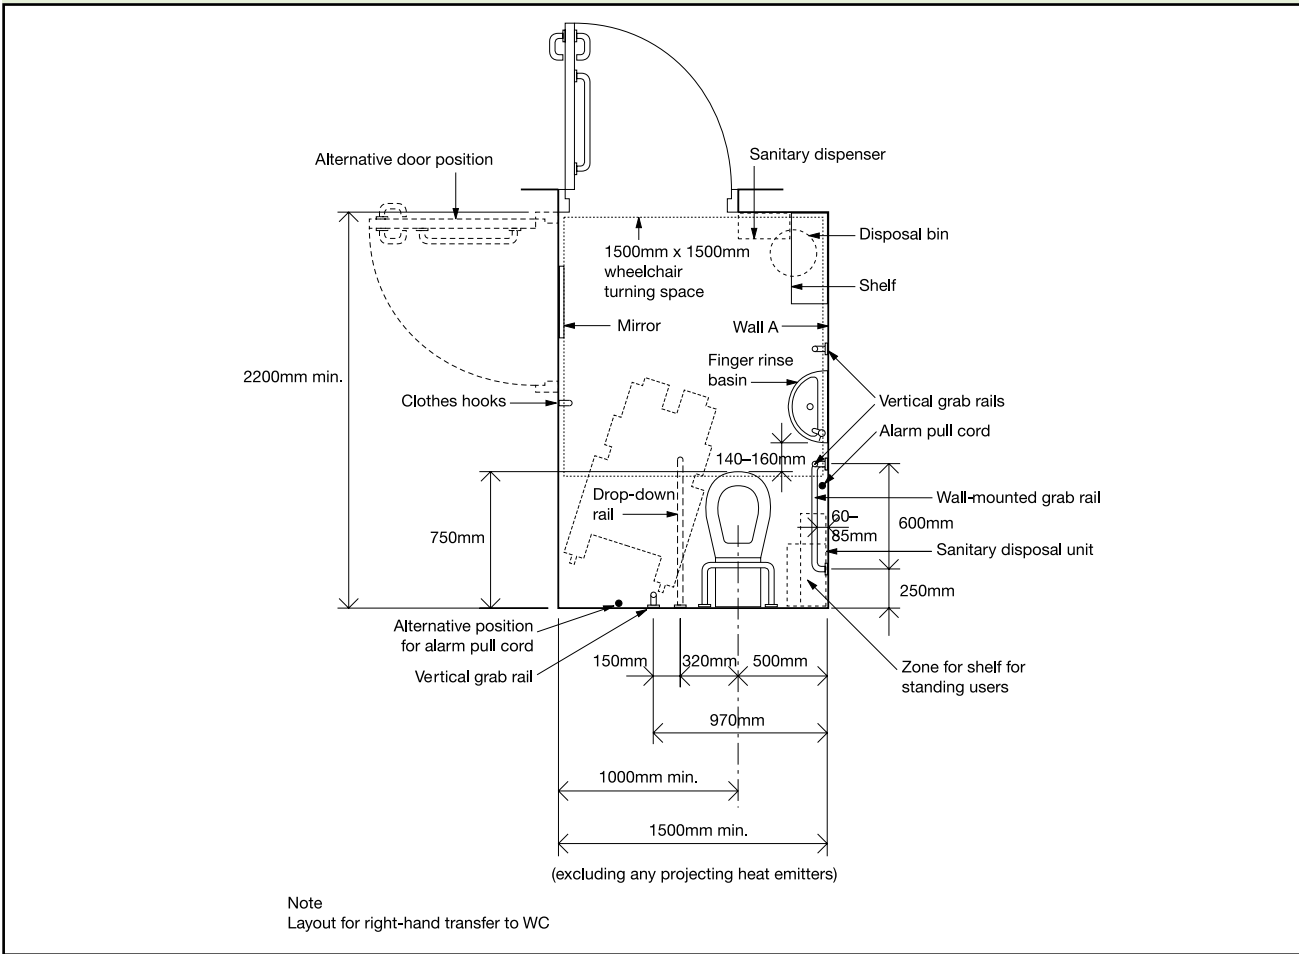 Alternative door position
Sanitary dispenser
Disposal bin
1500mm x 1500mm
wheelchair
turning space
Shelf
Mirror
Wall A
2200mm min.
Finger rinse
basin
Clothes hooks
Vertical grab rails
Alarm pull cord
140–160mm
Drop-down
rail
Wall-mounted grab rail
60–
85mm
600mm
750mm
Sanitary disposal unit
250mm
Alternative position
for alarm pull cord
Vertical grab rail
150mm
320mm
500mm
Zone for shelf for
standing users
970mm
1000mm min.
1500mm min.
(excluding any projecting heat emitters)
Note
Layout for right-hand transfer to WC